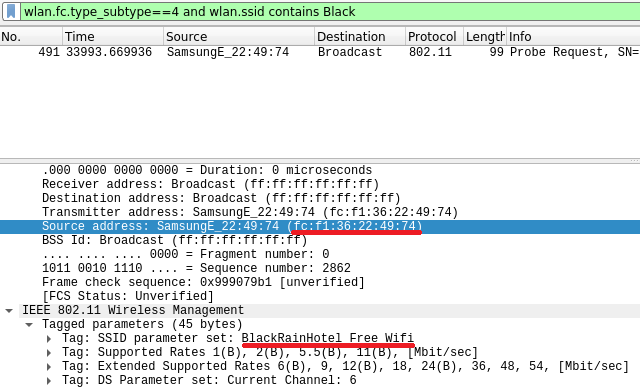 wlan.fc.type_subtype==4 and wlan.ssid contains Black
No. Time Source Destination Protocol Length Info
491 33993.669936 SamsungE_22:49:74 Broadcast 802.11 99 Probe Request, SN=
.000 0000 0000 0000 = Duration: 0 microseconds
Receiver address: Broadcast (ff:ff:ff:ff:ff:ff)
Destination address: Broadcast (ff:ff:ff:ff:ff:ff)
Transmitter address: SamsungE_22:49:74 (fc:f1:36:22:49:74)
Source address: SamsungE_22:49:74 (fc:f1:36:22:49:74)
BSS Id: Broadcast (ff:ff:ff:ff:ff:ff)
.... .... .... 0000 = Fragment number: 0
1011 0010 1110 .... = Sequence number: 2862
Frame check sequence: 0x999079b1 [unverified]
[FCS Status: Unverified]
IEEE 802.11 Wireless Management
Tagged parameters (45 bytes)
Tag: SSID parameter set: BlackRainHotel Free Wifi
Tag: Supported Rates 1(B), 2(B), 5.5(B), 11(B), [Mbit/sec]
Tag: Extended Supported Rates 6(B), 9, 12(B), 18, 24(B), 36, 48, 54, [Mbit/sec]
Tag: DS Parameter set: Current Channel: 6